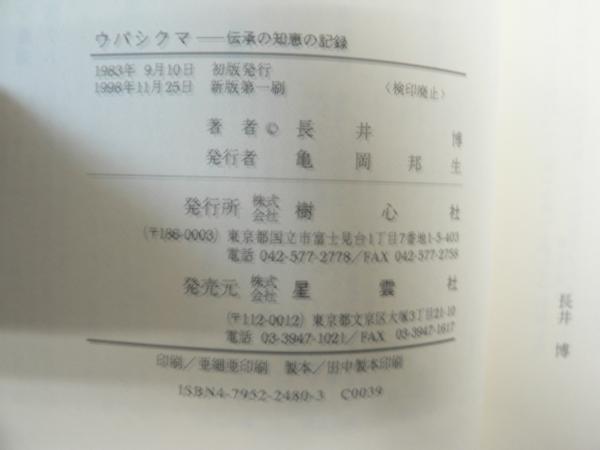 ウパシクマ――伝承の知恵の記録
1983年 9月10日 初版発行
1998年11月25日 新版第一刷 〈検印廃止〉
著者© 長井 博
発行者 亀岡邦生
発行所 株式会社 樹心社
(〒186-0003) 東京都国立市富士見台1丁目7番地1-5-403
電話 042-577-2778/FAX 042-577-2758
発売元 株式会社 星雲社
(〒112-0012) 東京都文京区大塚3丁目21-10
電話 03-3947-1021/FAX 03-3947-1617
印刷/亜細亜印刷 製本/田中製本印刷
ISBN4-7952-2480-3 C0039
長井 博